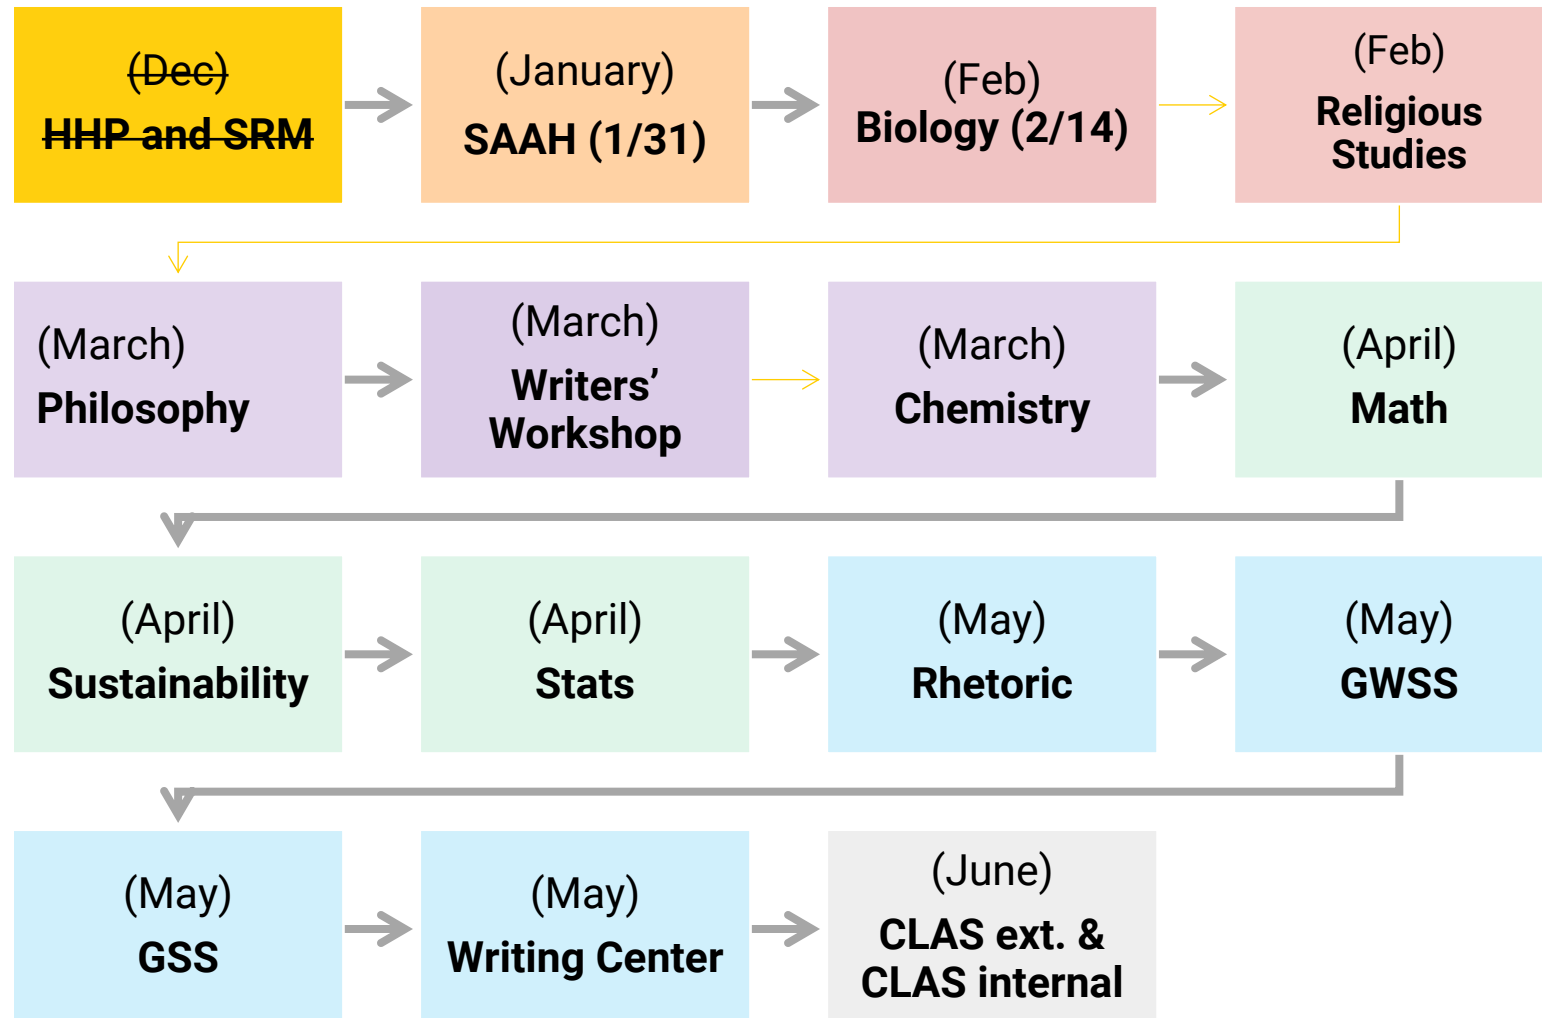 (Dec)
HHP and SRM
(January)
SAAH (1/31)
(Feb)
Biology (2/14)
(Feb)
Religious
Studies
(March)
Philosophy
(March)
Writers’
Workshop
(March)
Chemistry
(April)
Math
(April)
Sustainability
(April)
Stats
(May)
Rhetoric
(May)
GWSS
(May)
GSS
(May)
Writing Center
(June)
CLAS ext. &
CLAS internal